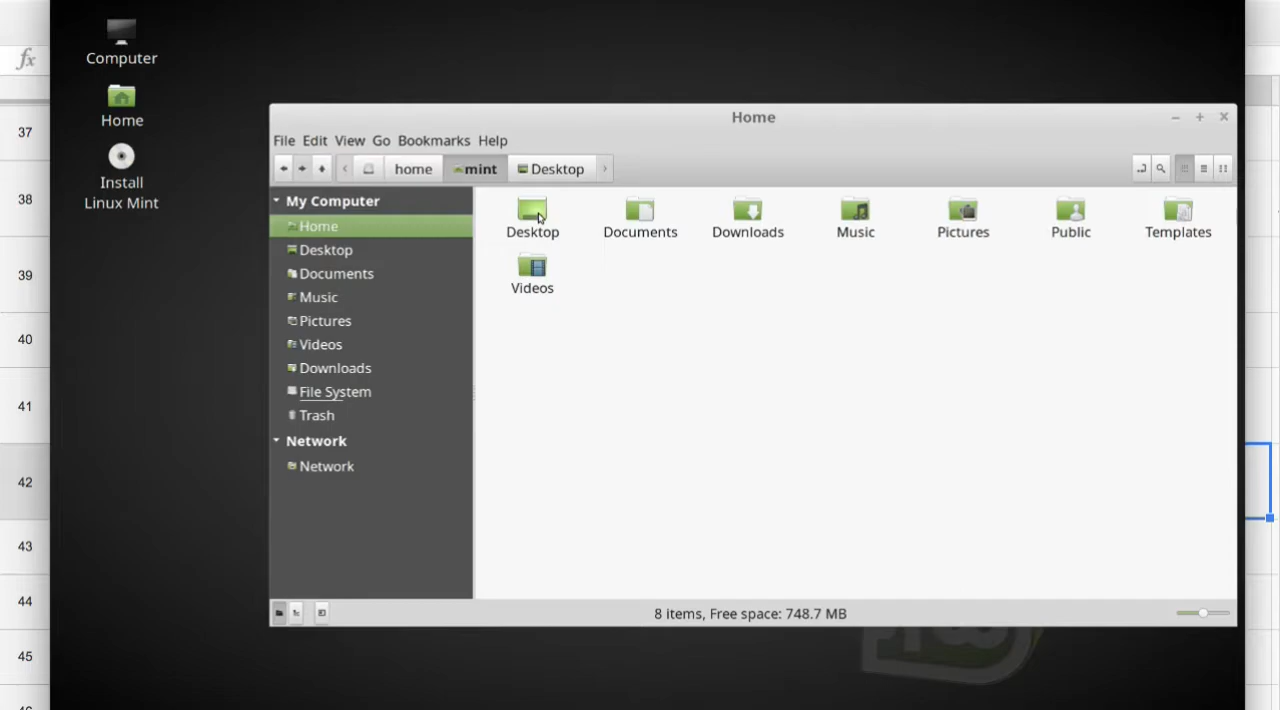 fx
37
38
39
40
41
42
43
44
45
Computer
Home
Install
Linux Mint
Home
File Edit View Go Bookmarks Help
home mint Desktop
My Computer
Home
Desktop
Documents
Music
Pictures
Videos
Downloads
File System
Trash
Network
Network
Desktop Documents Downloads Music Pictures Public Templates
Videos
8 items, Free space: 748.7 MB